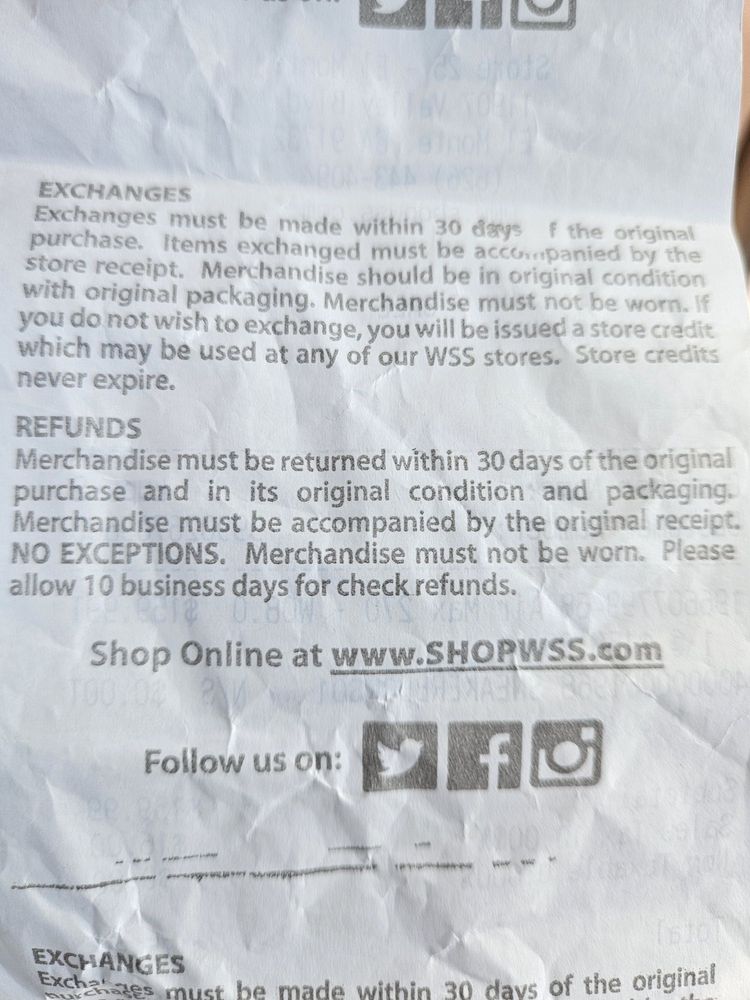 EXCHANGES
Exchanges must be made within 30 days f the original
purchase. Items exchanged must be accompanied by the
store receipt. Merchandise should be in original condition
with original packaging. Merchandise must not be worn. If
you do not wish to exchange, you will be issued a store credit
which may be used at any of our WSS stores. Store credits
never expire.
REFUNDS
Merchandise must be returned within 30 days of the original
purchase and in its original condition and packaging.
Merchandise must be accompanied by the original receipt.
NO EXCEPTIONS. Merchandise must not be worn. Please
allow 10 business days for check refunds.
Shop Online at www.SHOPWSS.com
Follow us on:
EXCHANGES
Exchanges must be made within 30 days of the original